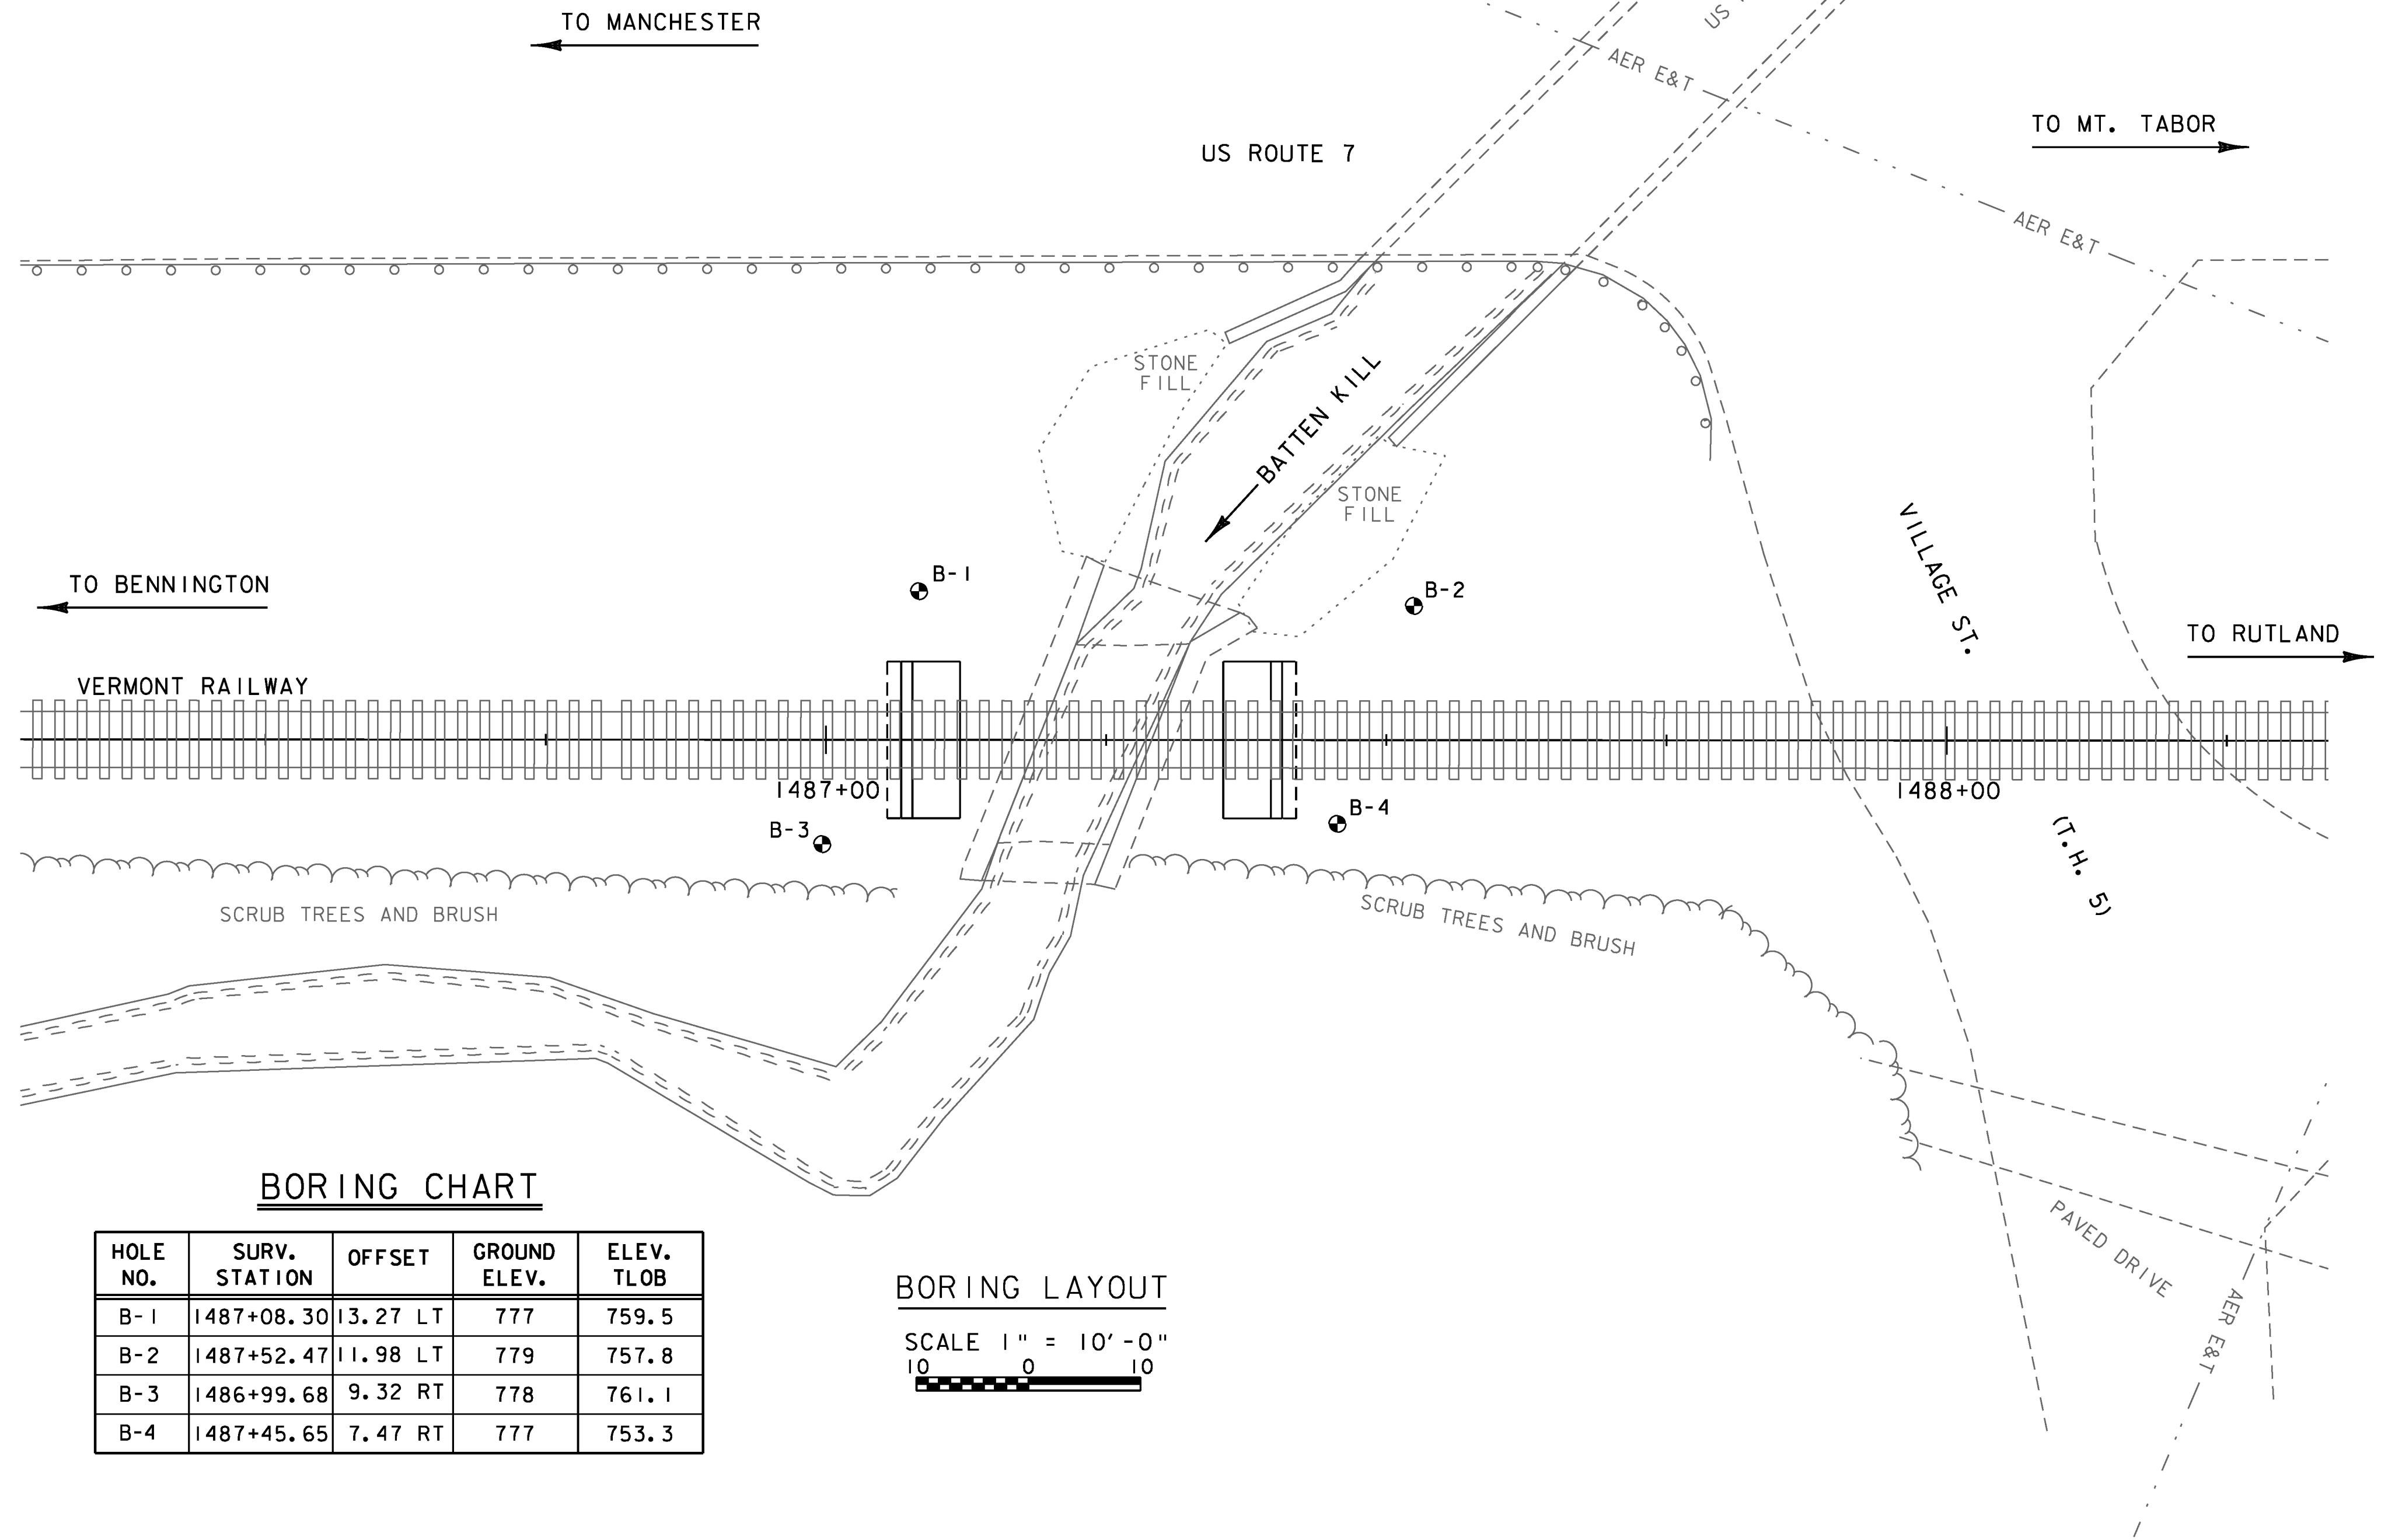 TO MANCHESTER
US
AER E&T
TO MT. TABOR
US ROUTE 7
AER E&T
STONE
FILL
BATTEN KILL
STONE
FILL
VILLAGE ST.
TO BENNINGTON
B-1
B-2
TO RUTLAND
VERMONT RAILWAY
1487+00
1488+00
B-3
B-4
(T.H. 5)
SCRUB TREES AND BRUSH
SCRUB TREES AND BRUSH
PAVED DRIVE
AER E&T
BORING CHART
HOLE NO. SURV. STATION OFFSET GROUND ELEV. ELEV. TLOB
B-1 1487+08.30 13.27 LT 777 759.5
B-2 1487+52.47 11.98 LT 779 757.8
B-3 1486+99.68 9.32 RT 778 761.1
B-4 1487+45.65 7.47 RT 777 753.3
BORING LAYOUT
SCALE 1" = 10'-0"
10 0 10